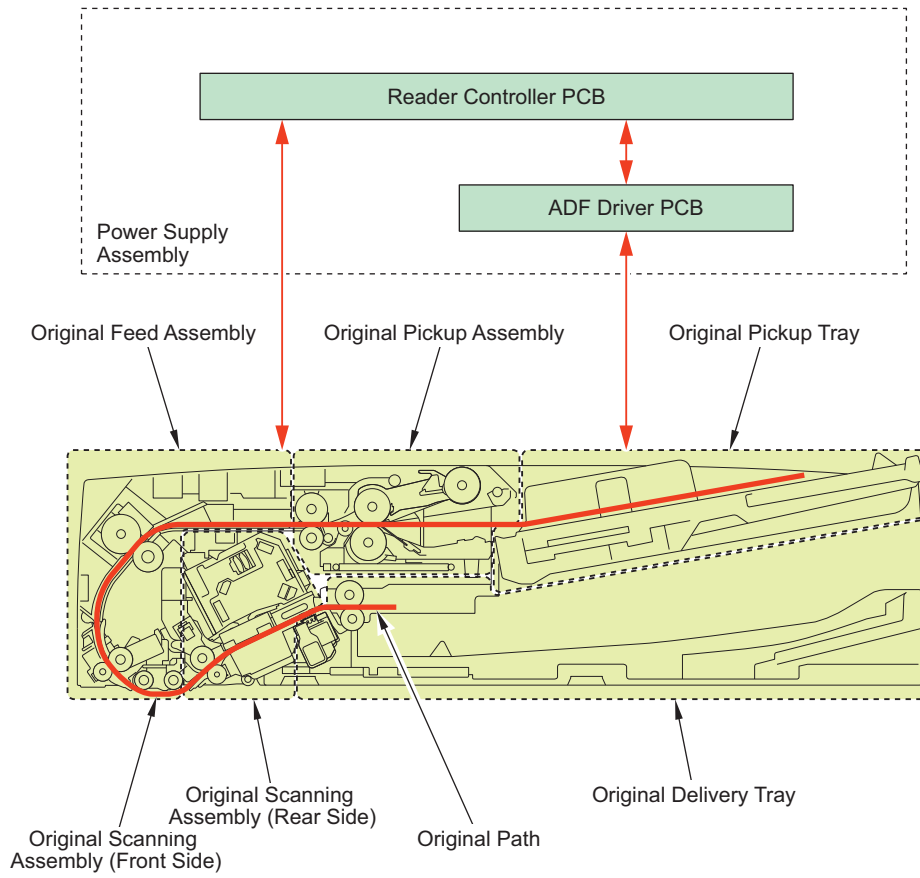 Reader Controller PCB
ADF Driver PCB
Power Supply
Assembly
Original Feed Assembly
Original Pickup Assembly
Original Pickup Tray
Original Scanning
Assembly (Rear Side)
Original Delivery Tray
Original Scanning
Assembly (Front Side)
Original Path